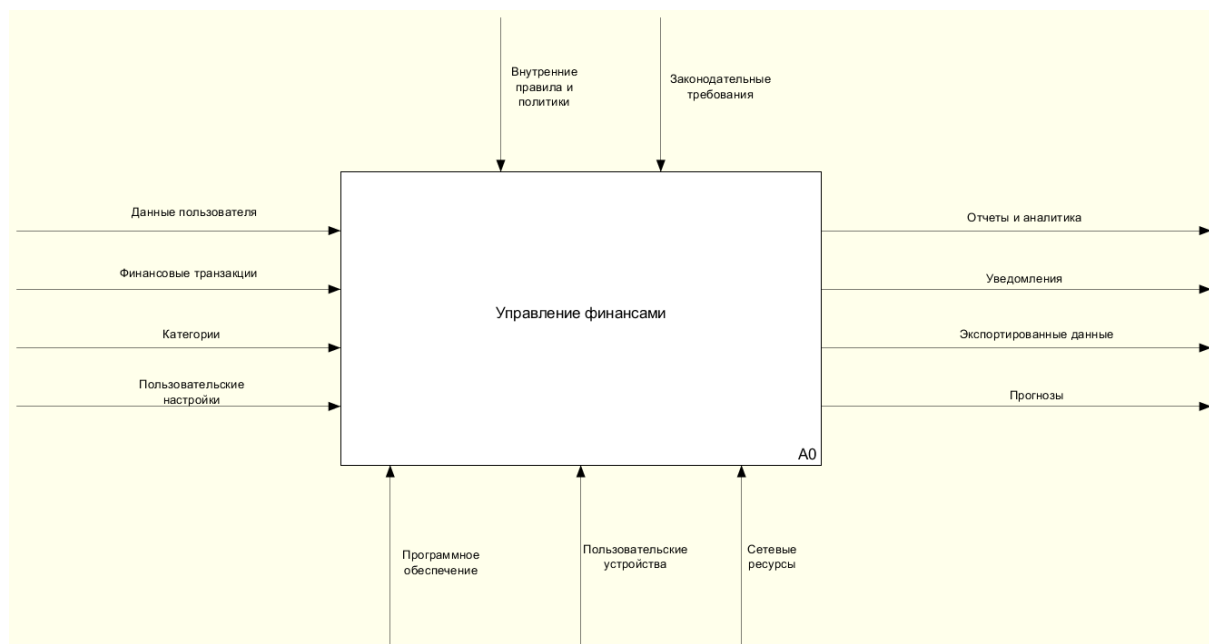 Внутренние
правила и
политики
Законодательные
требования
Данные пользователя
Финансовые транзакции
Категории
Пользовательские
настройки
Управление финансами
A0
Отчеты и аналитика
Уведомления
Экспортированные данные
Прогнозы
Программное
обеспечение
Пользовательские
устройства
Сетевые
ресурсы